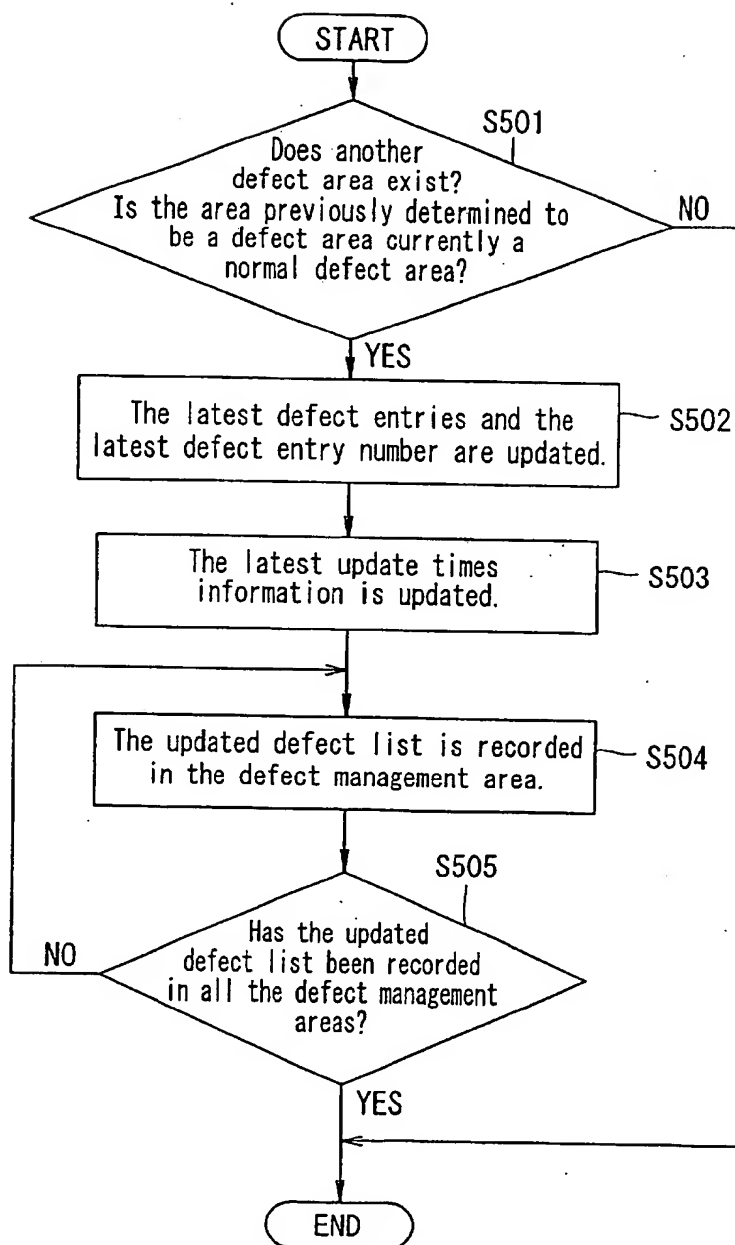 START
S501
Does another
defect area exist?
Is the area previously determined to
be a defect area currently a
normal defect area?
NO
YES
The latest defect entries and the
latest defect entry number are updated.
S502
The latest update times
information is updated.
S503
The updated defect list is recorded
in the defect management area.
S504
S505
Has the updated
defect list been recorded
in all the defect management
areas?
NO
YES
END